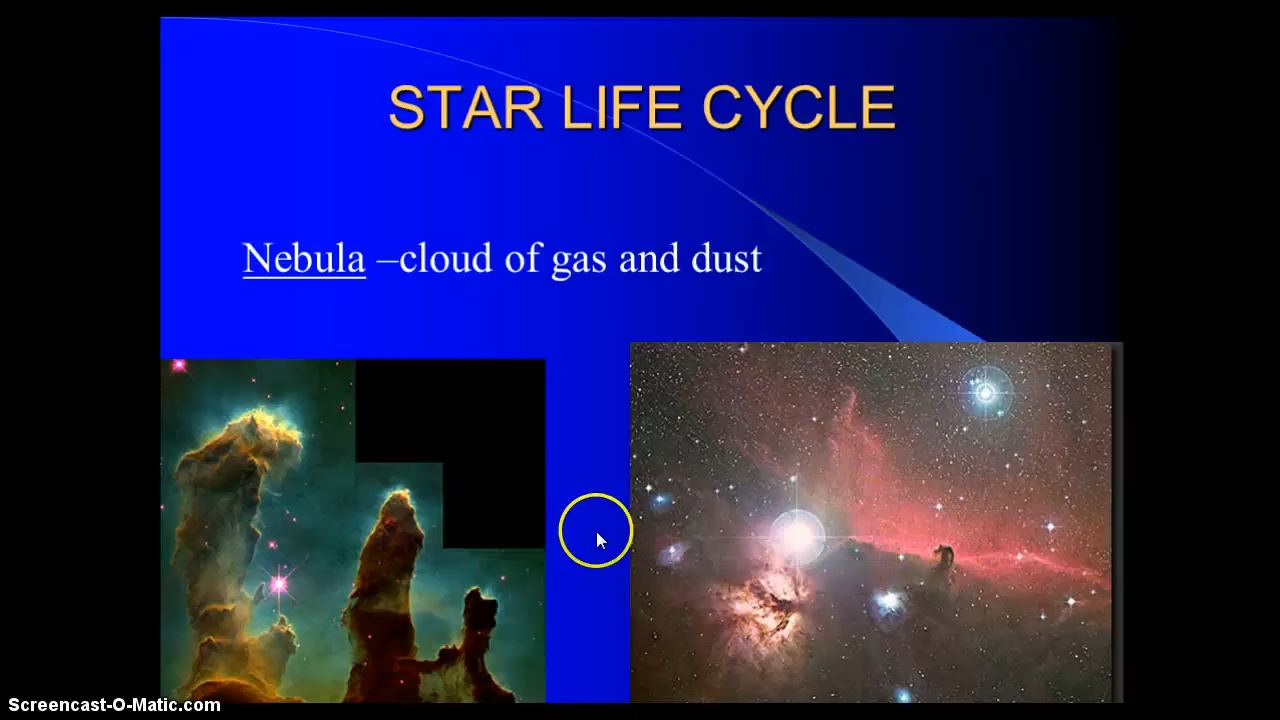 STAR LIFE CYCLE
Nebula –cloud of gas and dust
Screencast-O-Matic.com